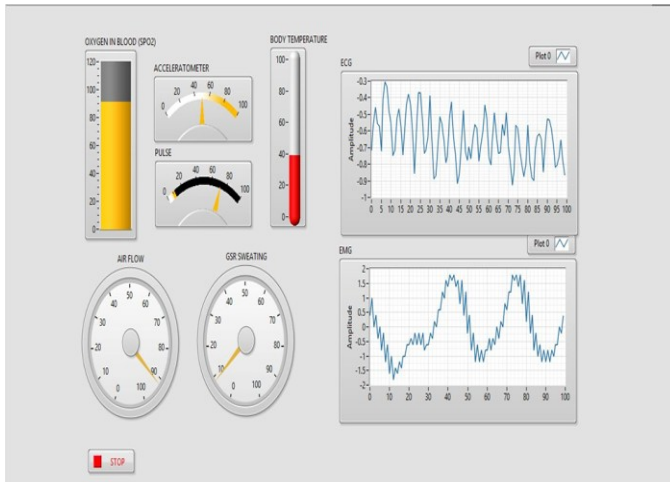 OXYGEN IN BLOOD (SPO2)
120-
100-
80-
60-
40-
20-
0-
ACCELERATOMETER
0 20 40 60 80 100
PULSE
0 20 40 60 80 100
BODY TEMPERATURE
100-
80-
60-
40-
20-
0-
ECG
Plot 0
Amplitude
-0.3
-0.4
-0.5
-0.6
-0.7
-0.8
-0.9
-1
0 5 10 15 20 25 30 35 40 45 50 55 60 65 70 75 80 85 90 95 100
AIR FLOW
0 10 20 30 40 50 60 70 80 90 100
GSR SWEATING
0 10 20 30 40 50 60 70 80 90 100
EMG
Plot 0
Amplitude
2
1.5
1
0.5
0
-0.5
-1
-1.5
-2
0 10 20 30 40 50 60 70 80 90 100
STOP